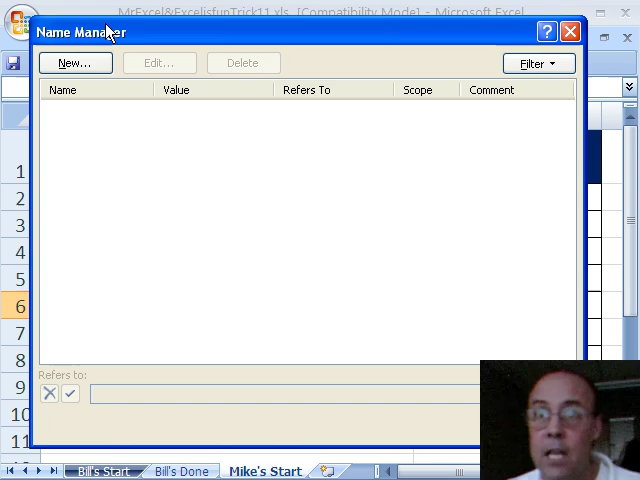 MrExcel&ExcelisfunTrick11.xls [Compatibility Mode] - Microsoft Excel
Name Manager
New... Edit... Delete Filter
Name Value Refers To Scope Comment
1
2
3
4
5
6
7
8
9
10
11
Refers to:
Bill's Start Bill's Done Mike's Start